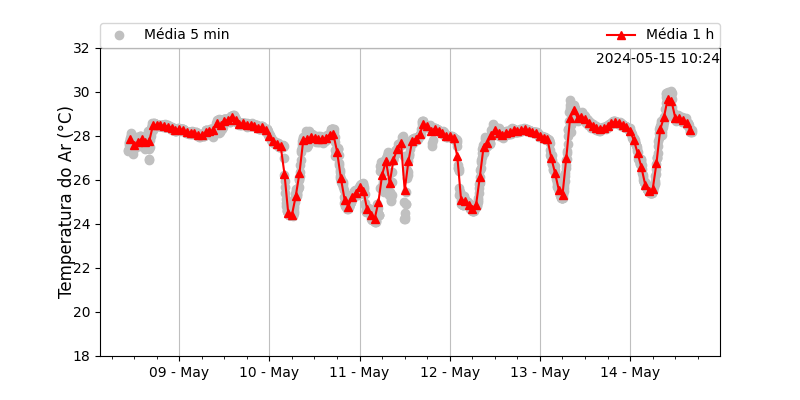 Média 5 min
Média 1 h
2024-05-15 10:24
Temperatura do Ar (°C)
32
30
28
26
24
22
20
18
09 - May
10 - May
11 - May
12 - May
13 - May
14 - May